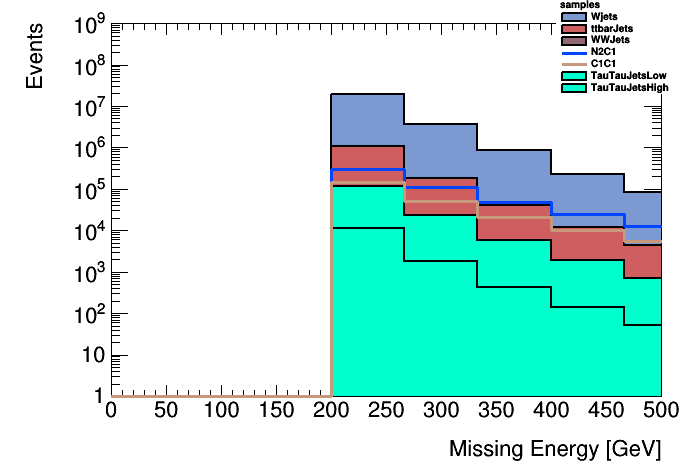 samples
Wjets
ttbarJets
WWJets
N2C1
C1C1
TauTauJetsLow
TauTauJetsHigh
Events
10⁹
10⁸
10⁷
10⁶
10⁵
10⁴
10³
10²
10
1
0 50 100 150 200 250 300 350 400 450 500
Missing Energy [GeV]